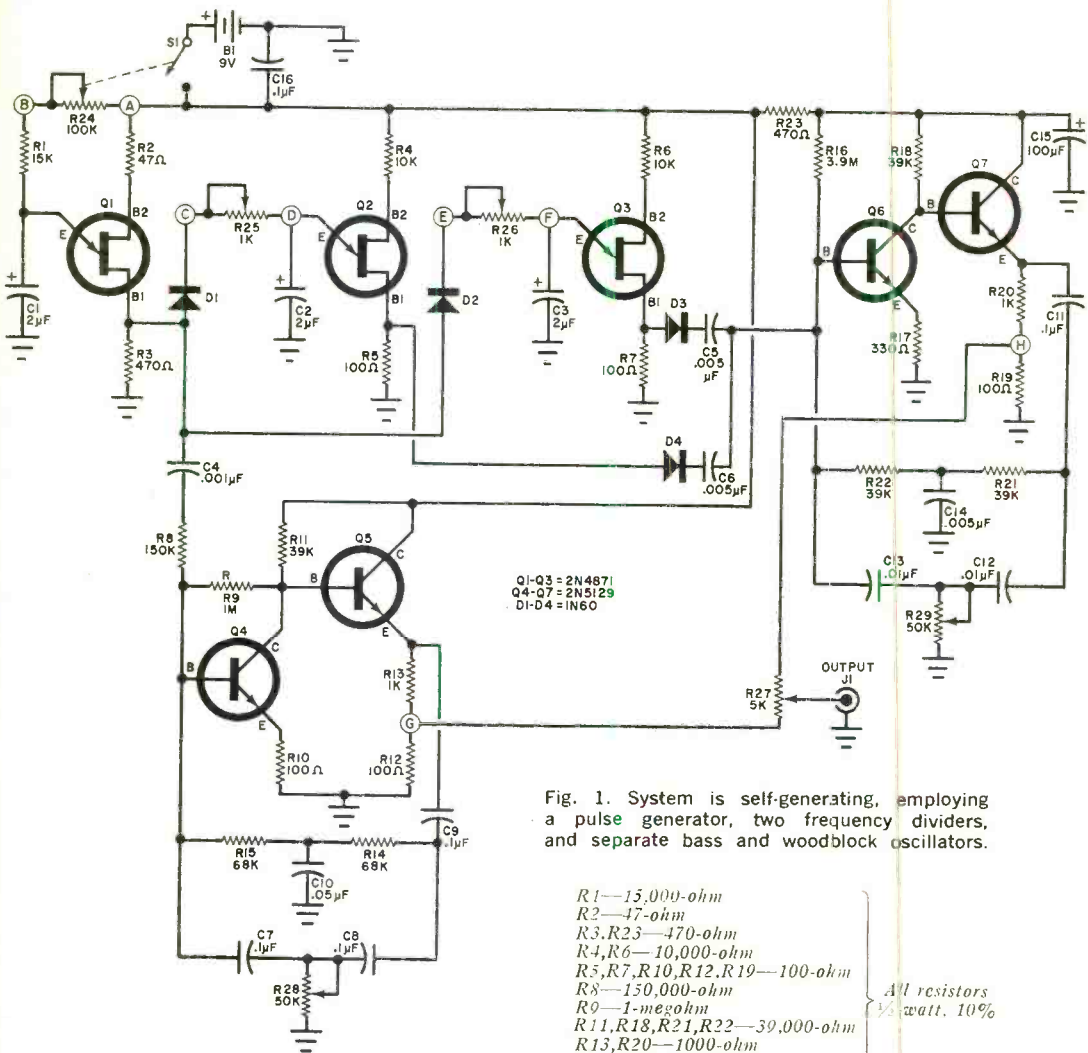 S1
+
B1
9V
C16
.1µF
B
R24
100K
A
R1
15K
R2
47Ω
R4
10K
R6
10K
R23
470Ω
R16
3.9M
R18
39K
C15
100µF
+
Q1
B2
E
B1
C
R25
1K
D
Q2
B2
E
B1
E
R26
1K
F
Q3
B2
E
B1
Q6
B
C
E
Q7
B
C
E
+
C1
2µF
D1
R3
470Ω
+
C2
2µF
D2
R5
100Ω
+
C3
2µF
R7
100Ω
D3
C5
.005
µF
R17
330Ω
R20
1K
H
R19
100Ω
C11
.1µF
D4
C6
.005µF
C4
.001µF
R8
150K
R11
39K
Q5
B
C
E
R
R9
1M
Q4
B
C
E
Q1-Q3=2N4871
Q4-Q7=2N5129
D1-D4=1N60
R22
39K
R21
39K
C14
.005µF
C13
.01µF
C12
.01µF
R29
50K
R13
1K
G
R10
100Ω
R12
100Ω
R27
5K
OUTPUT
J1
C9
.1µF
R15
68K
R14
68K
C10
.05µF
C7
.1µF
C8
.1µF
R28
50K
Fig. 1. System is self-generating, employing
a pulse generator, two frequency dividers,
and separate bass and woodblock oscillators.
R1—15,000-ohm
R2—47-ohm
R3,R23—470-ohm
R4,R6—10,000-ohm
R5,R7,R10,R12,R19—100-ohm
R8—150,000-ohm
R9—1-megohm
R11,R18,R21,R22—39,000-ohm
R13,R20—1000-ohm
All resistors
½ watt, 10%